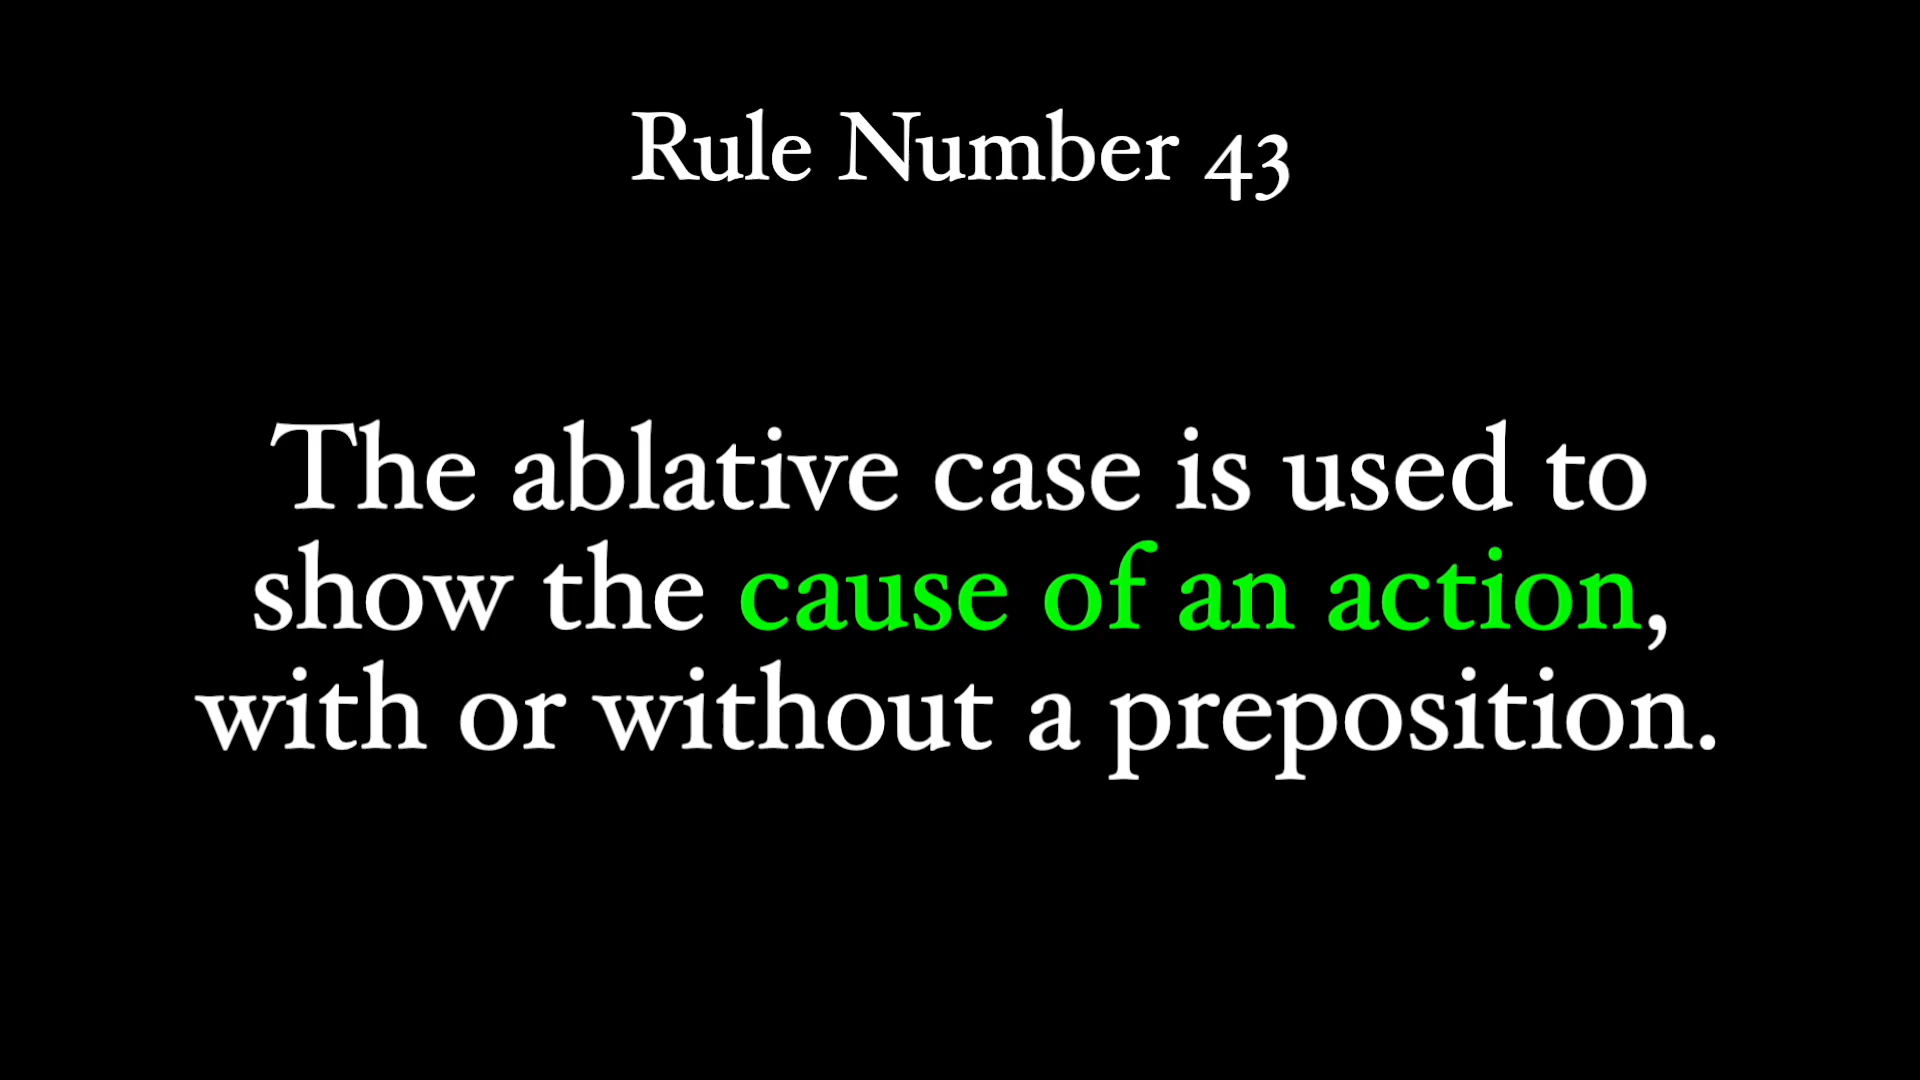 Rule Number 43
The ablative case is used to
show the cause of an action,
with or without a preposition.